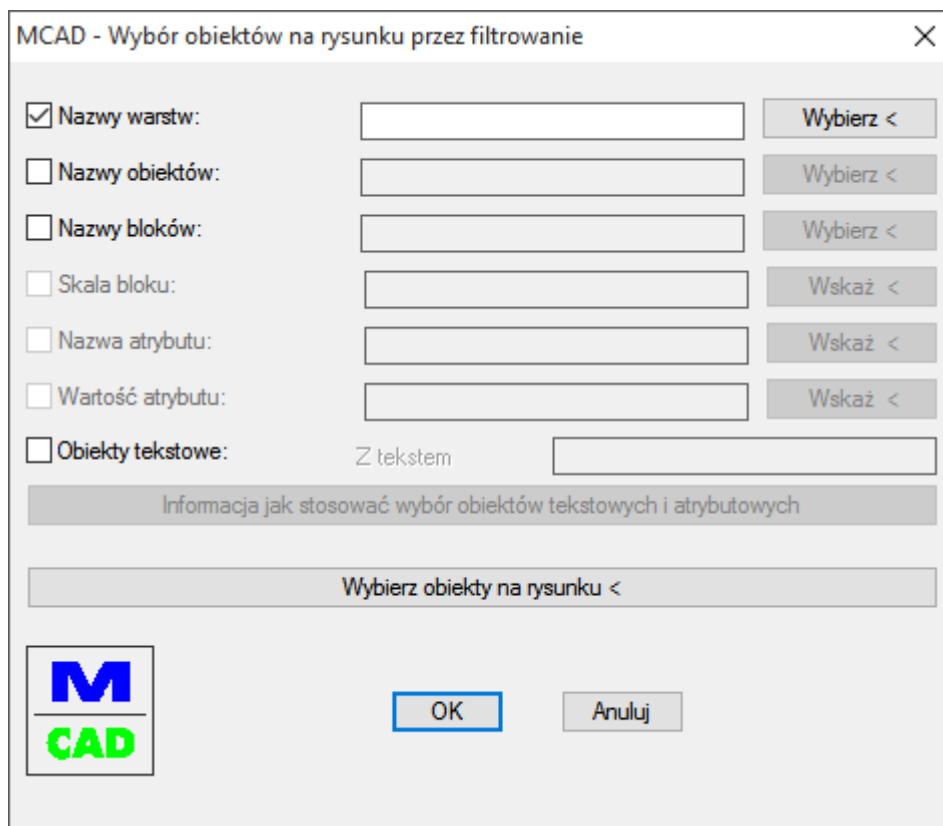 MCAD - Wybór obiektów na rysunku przez filtrowanie
Nazwy warstw: Wybierz <
Nazwy obiektów: Wybierz <
Nazwy bloków: Wybierz <
Skala bloku: Wskaż <
Nazwa atrybutu: Wskaż <
Wartość atrybutu: Wskaż <
Obiekty tekstowe: Z tekstem
Informacja jak stosować wybór obiektów tekstowych i atrybutowych
Wybierz obiekty na rysunku <
M
CAD
OK Anuluj